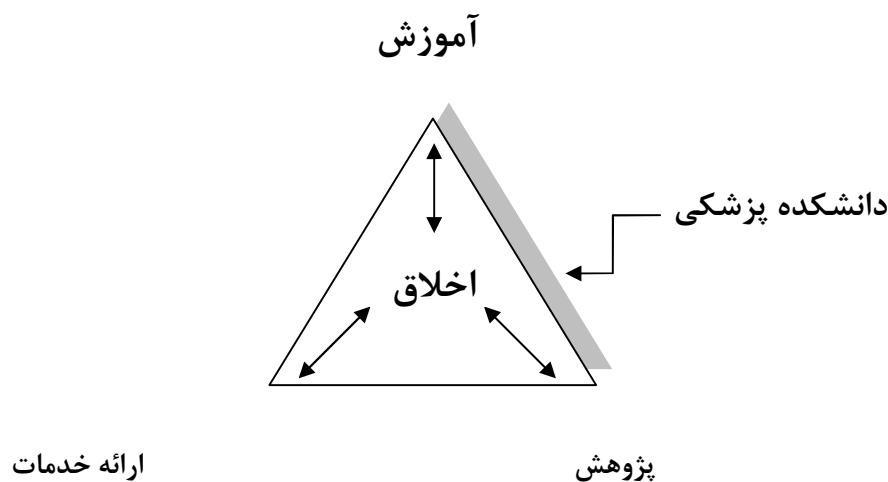 آموزش
دانشکده پزشکی
اخلاق
پژوهش
ارائه خدمات